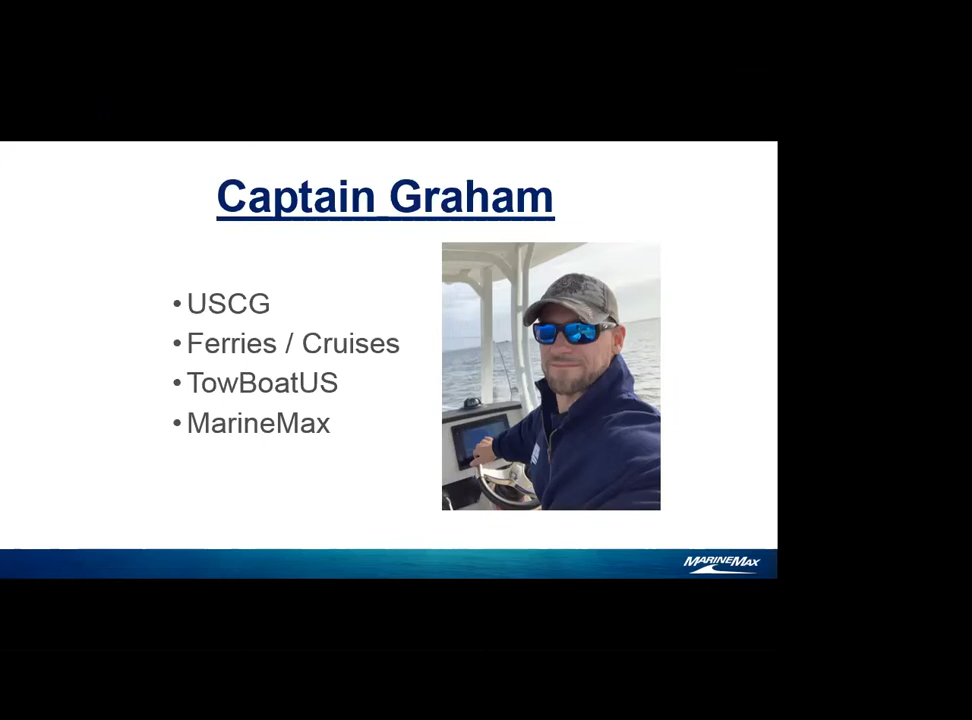 Captain Graham
• USCG
• Ferries / Cruises
• TowBoatUS
• MarineMax
MARINEMAX